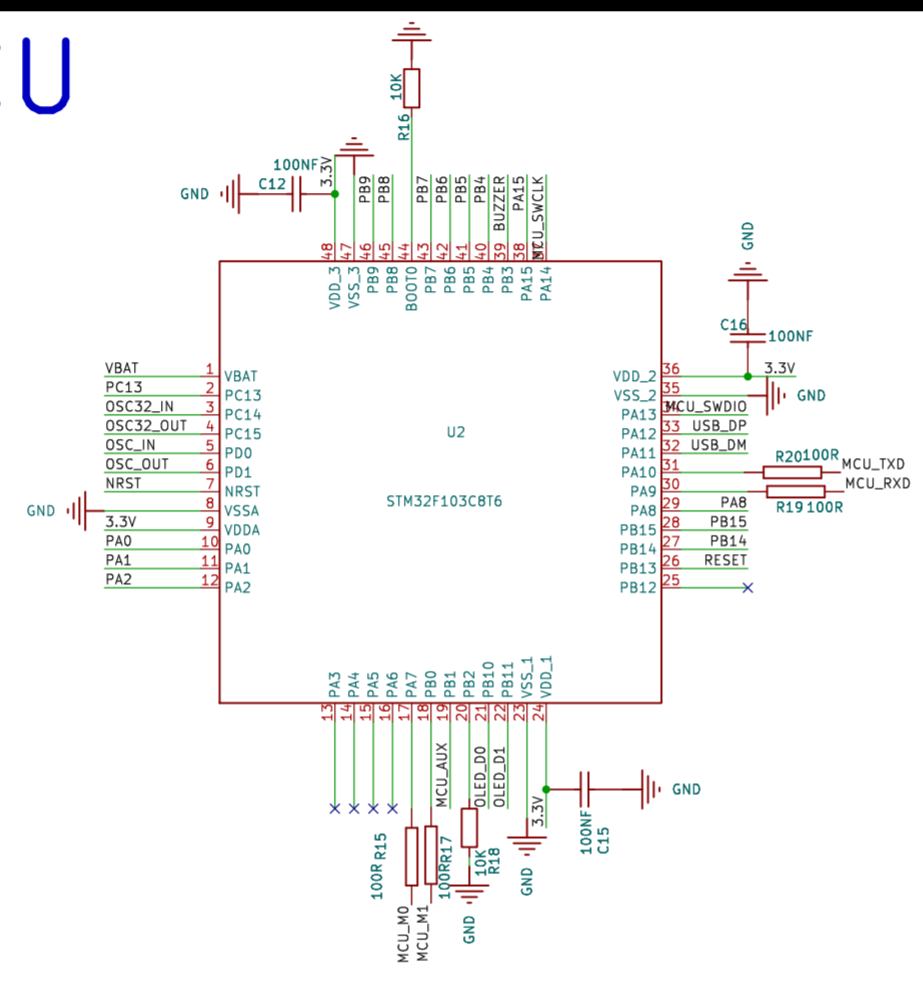 U
10K
R16
100NF
C12
GND
3.3V
PB9
PB8
PB7
PB6
PB5
PB4
BUZZER
PA15
MCU_SWCLK
48
47
46
45
44
43
42
41
40
39
38
VDD_3
VSS_3
PB9
PB8
BOOT0
PB7
PB6
PB5
PB4
PB3
PA15
PA14
GND
C16
100NF
VBAT 1 VBAT
PC13 2 PC13
OSC32_IN 3 PC14
OSC32_OUT 4 PC15
OSC_IN 5 PD0
OSC_OUT 6 PD1
NRST 7 NRST
GND 8 VSSA
3.3V 9 VDDA
PA0 10 PA0
PA1 11 PA1
PA2 12 PA2
U2
STM32F103C8T6
VDD_2 36 3.3V
VSS_2 35 GND
PA13 MCU_SWDIO
PA12 33 USB_DP
PA11 32 USB_DM
PA10 31 R20 100R MCU_TXD
PA9 30 R19 100R MCU_RXD
PA8 29 PA8
PB15 28 PB15
PB14 27 PB14
PB13 26 RESET
PB12 25
PA3
PA4
PA5
PA6
PA7
PB0
PB1
PB2
PB10
PB11
VSS_1
VDD_1
13
14
15
16
17
18
19
20
21
22
23
24
MCU_AUX
OLED_D0
OLED_D1
3.3V
100NF
C15
GND
100R
R15
100R
R17
10K
R18
GND
GND
MCU_M0
MCU_M1